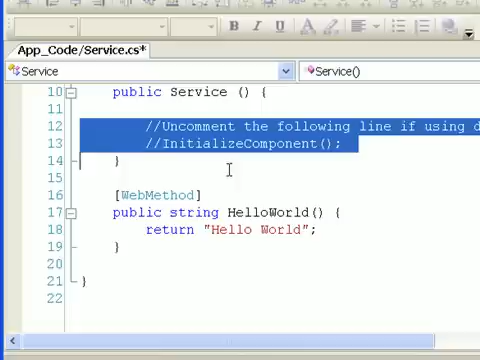 B I U
App_Code/Service.cs*
Service
Service()
10 public Service () {
11
12 //Uncomment the following line if using d
13 //InitializeComponent();
14 }
15
16 [WebMethod]
17 public string HelloWorld() {
18 return "Hello World";
19 }
20
21 }
22